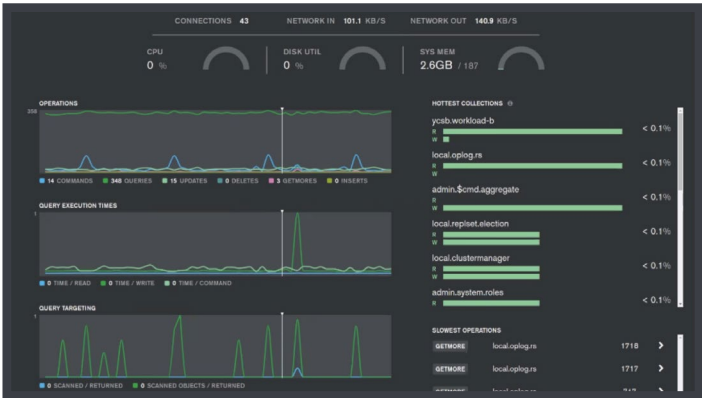 CONNECTIONS 43 NETWORK IN 101.1 KB/S NETWORK OUT 140.9 KB/S
CPU
0 %
DISK UTIL
0 %
SYS MEM
2.6GB / 187
OPERATIONS
14 COMMANDS 348 QUERIES 15 UPDATES 0 DELETES 3 GETMORES 0 INSERTS
QUERY EXECUTION TIMES
1
0 TIME / READ 0 TIME / WRITE 0 TIME / COMMAND
QUERY TARGETING
1
0 SCANNED / RETURNED 0 SCANNED OBJECTS / RETURNED
HOTTEST COLLECTIONS
ycsb.workload-b
R
W
< 0.1%
local.oplog.rs
R
W
< 0.1%
admin.$cmd.aggregate
R
W
< 0.1%
local.replset.election
R
W
< 0.1%
local.clustermanager
R
W
< 0.1%
admin.system.roles
R
< 0.1%
SLOWEST OPERATIONS
GETMORE local.oplog.rs 1718
GETMORE local.oplog.rs 1717